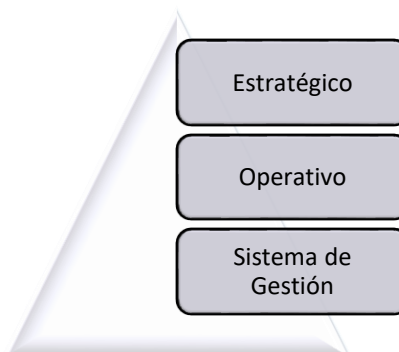 Estratégico
Operativo
Sistema de
Gestión